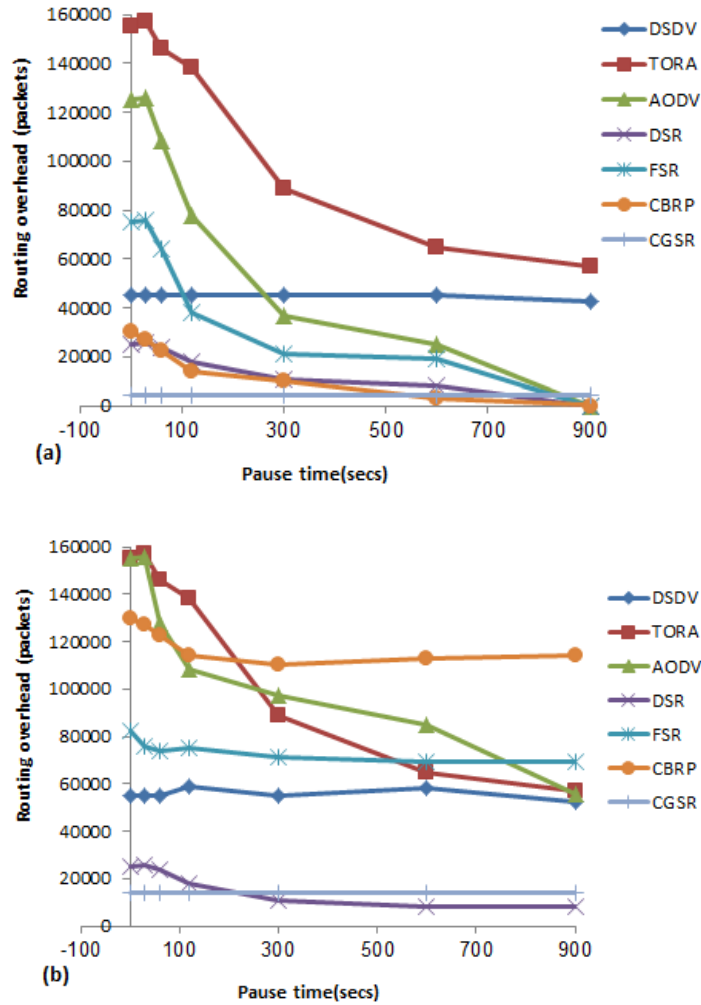 160000
140000
120000
100000
80000
60000
40000
20000
0
Routing overhead (packets)
-100 100 300 500 700 900
Pause time(secs)
(a)
DSDV
TORA
AODV
DSR
FSR
CBRP
CGSR
160000
140000
120000
100000
80000
60000
40000
20000
0
Routing overhead (packets)
-100 100 300 500 700 900
Pause time(secs)
(b)
DSDV
TORA
AODV
DSR
FSR
CBRP
CGSR